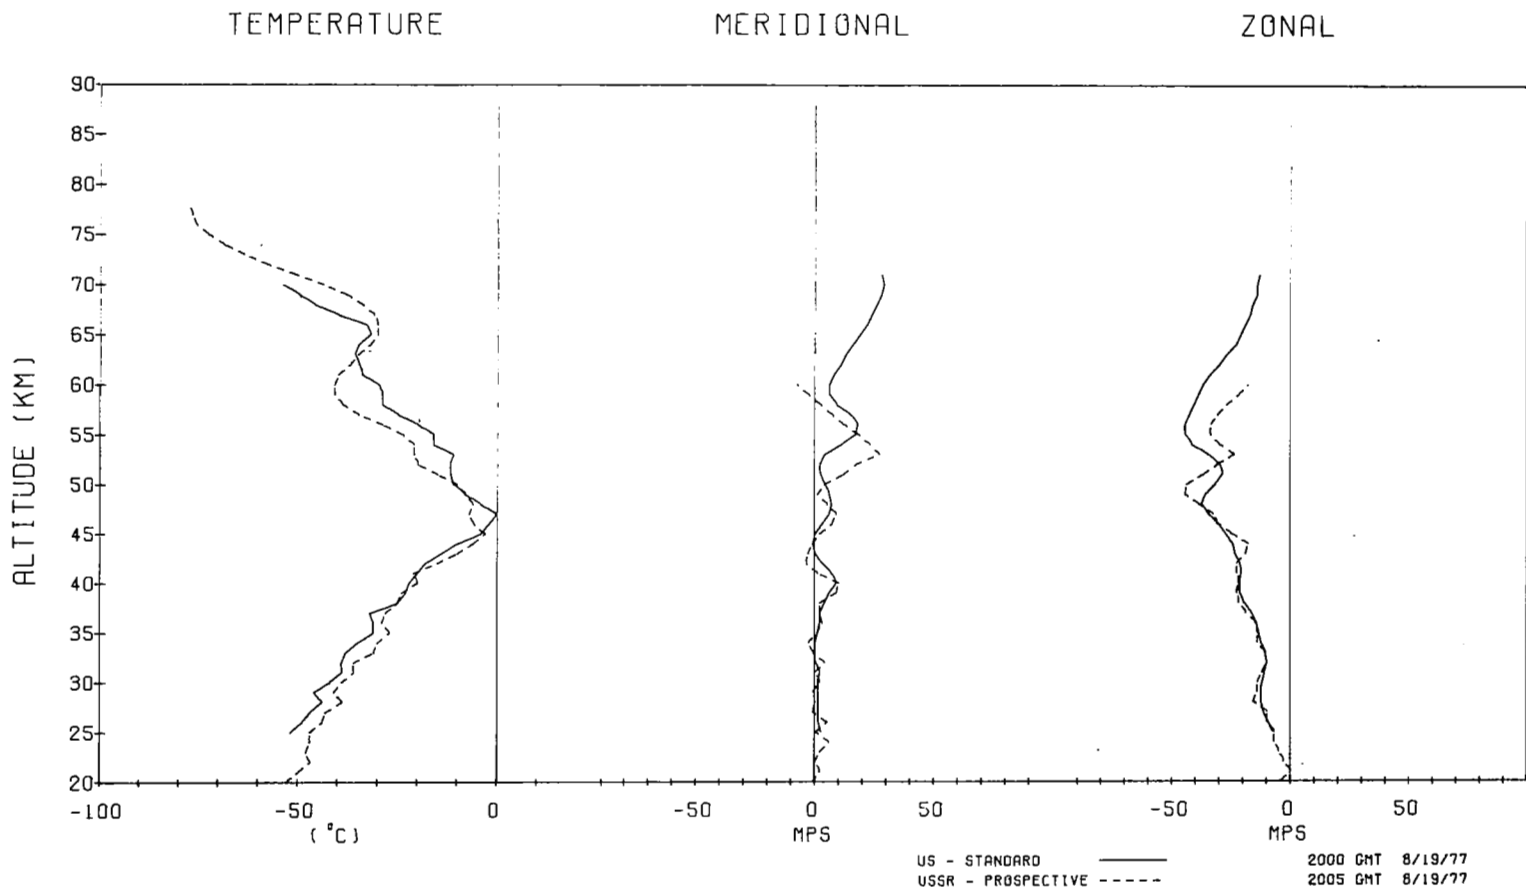 TEMPERATURE MERIDIONAL ZONAL
ALTITUDE (KM)
90
85
80
75
70
65
60
55
50
45
40
35
30
25
20
-100 -50 0 -50 0 50 -50 0 50
(°C) MPS MPS
US - STANDARD 2000 GMT 8/19/77
USSR - PROSPECTIVE 2005 GMT 8/19/77